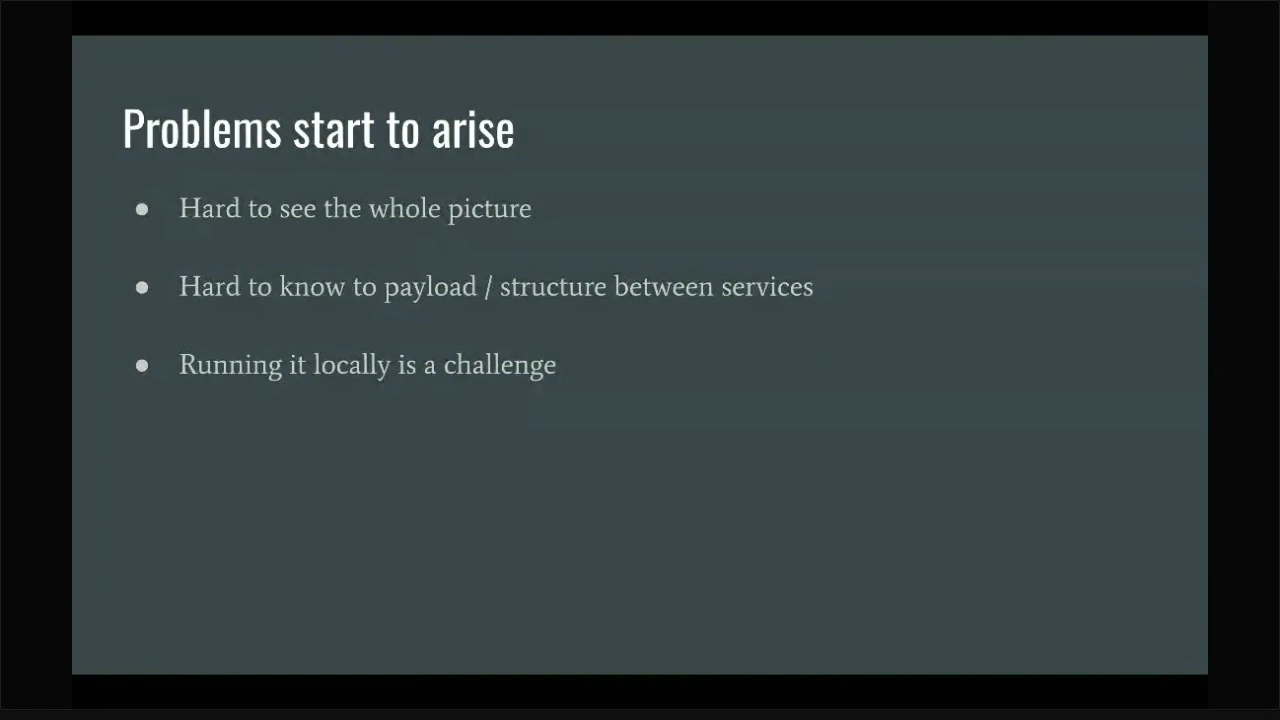 Problems start to arise
● Hard to see the whole picture
● Hard to know to payload / structure between services
● Running it locally is a challenge